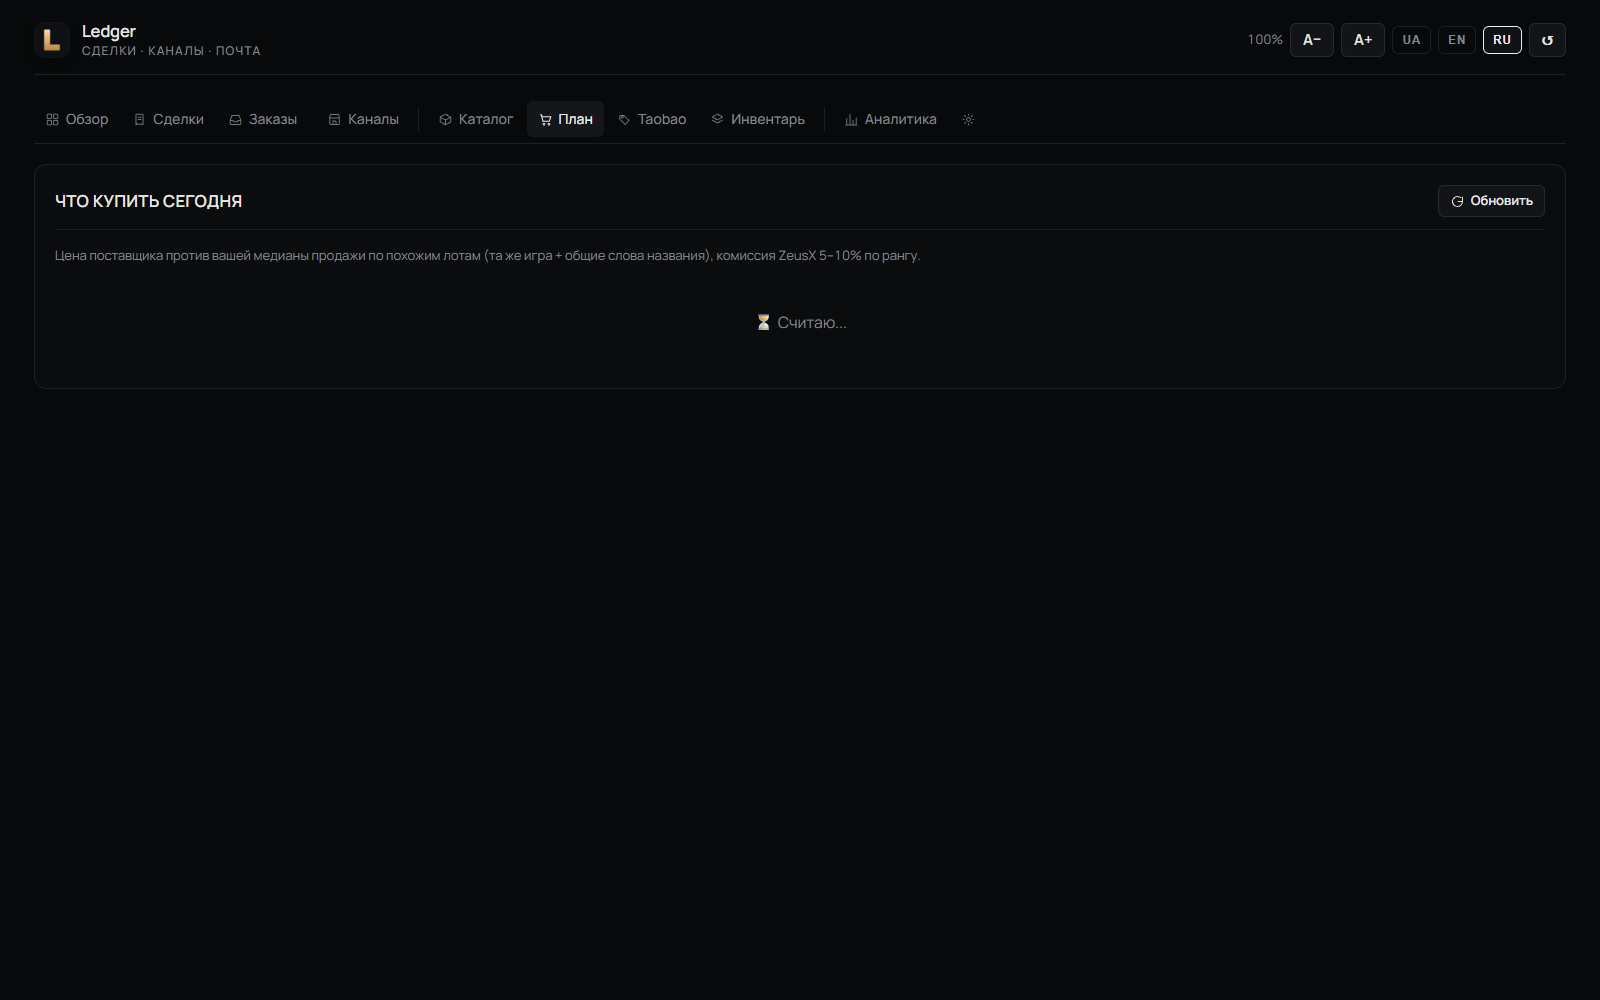 Ledger
СДЕЛКИ · КАНАЛЫ · ПОЧТА
100% A− A+ UA EN RU ↺
Обзор Сделки Заказы Каналы Каталог План Taobao Инвентарь Аналитика
ЧТО КУПИТЬ СЕГОДНЯ
Обновить
Цена поставщика против вашей медианы продажи по похожим лотам (та же игра + общие слова названия), комиссия ZeusX 5–10% по рангу.
⏳ Считаю...